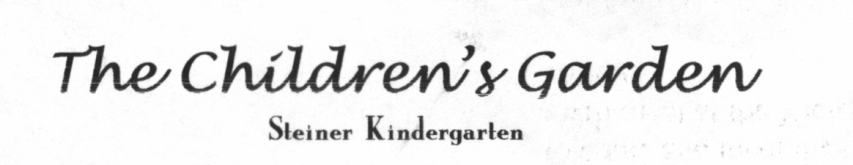 The Children's Garden
Steiner Kindergarten